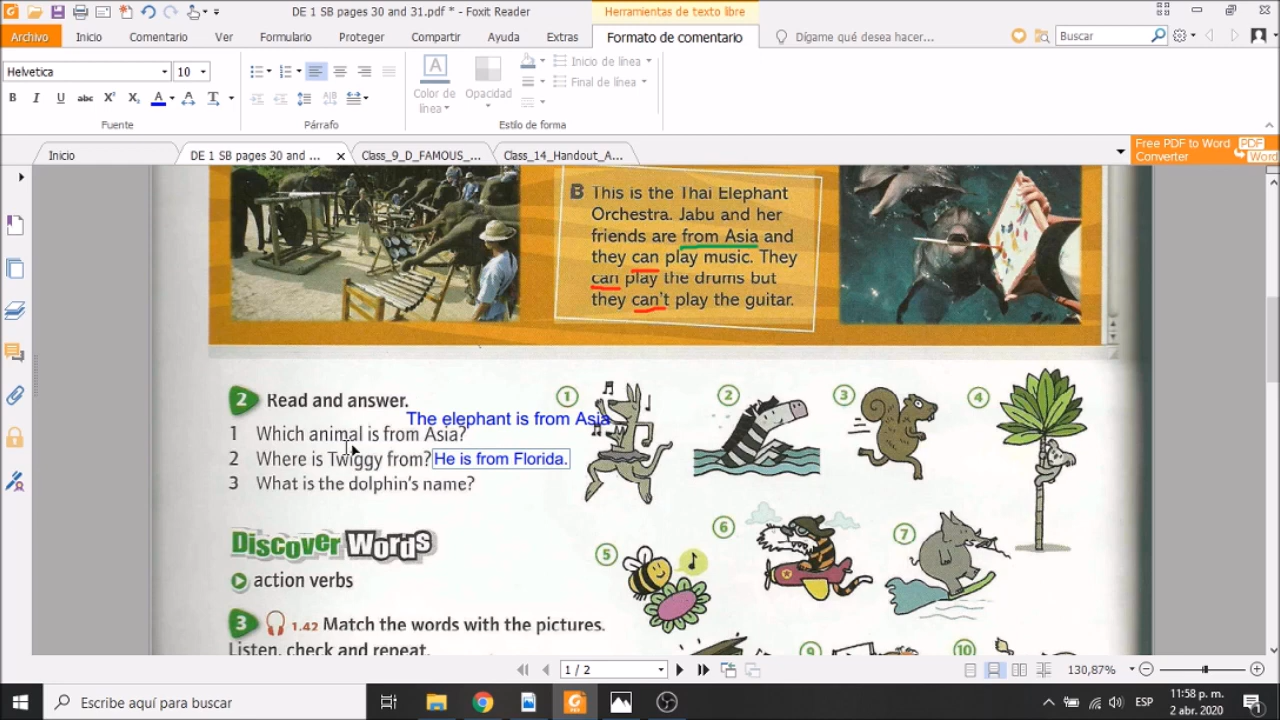 DE 1 SB pages 30 and 31.pdf * - Foxit Reader
Herramientas de texto libre
Archivo
Inicio
Comentario
Ver
Formulario
Proteger
Compartir
Ayuda
Extras
Formato de comentario
Dígame qué desea hacer...
Buscar
Helvetica
10
Color de línea
Opacidad
Inicio de línea
Final de línea
Fuente
Párrafo
Estilo de forma
Inicio
DE 1 SB pages 30 and ...
Class_9_D_FAMOUS_...
Class_14_Handout_A...
Free PDF to Word
Converter
PDF
Word
B This is the Thai Elephant
Orchestra. Jabu and her
friends are from Asia and
they can play music. They
can play the drums but
they can't play the guitar.
2 Read and answer.
The elephant is from Asia
1 Which animal is from Asia?
2 Where is Twiggy from? He is from Florida.
3 What is the dolphin's name?
Discover Words
action verbs
3 1.42 Match the words with the pictures.
Listen, check and repeat.
1
2
3
4
5
6
7
9
10
1 / 2
130,87%
Escribe aquí para buscar
ESP
11:58 p. m.
2 abr. 2020